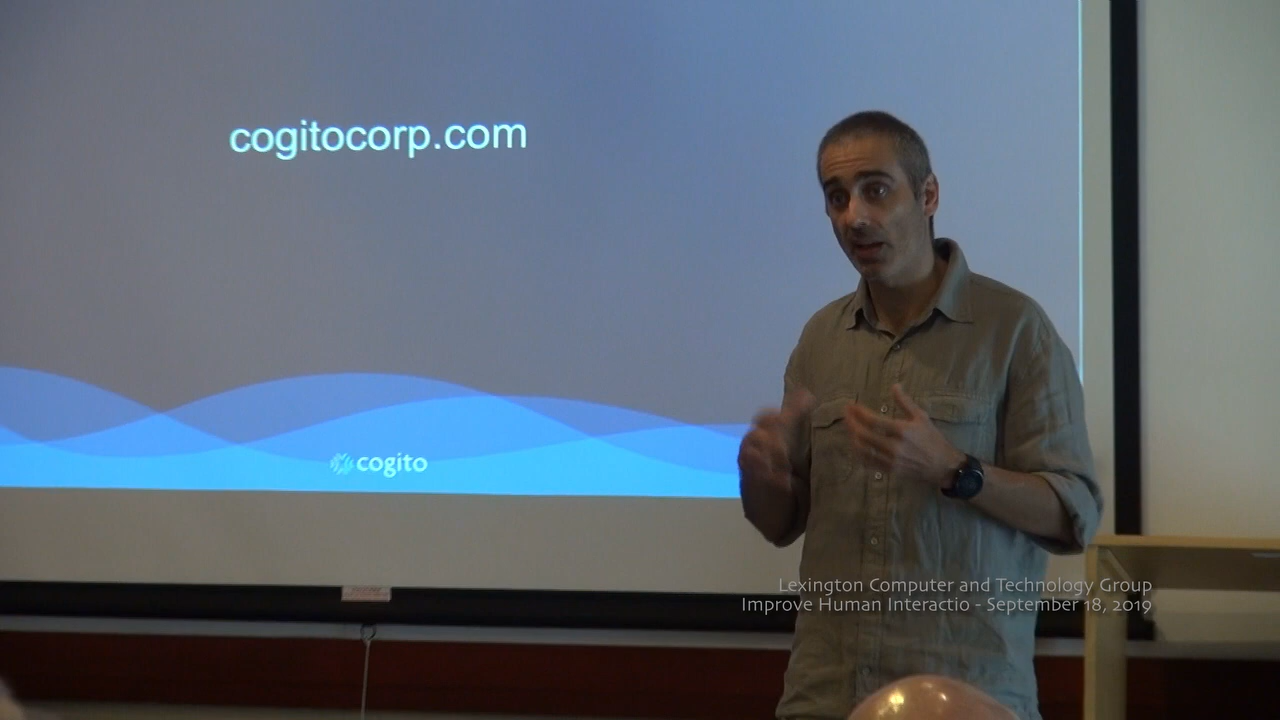 cogitocorp.com
cogito
Lexington Computer and Technology Group
Improve Human Interactio - September 18, 2019